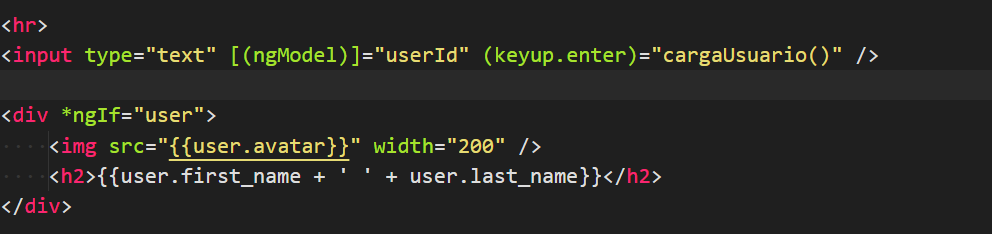 <hr>
<input type="text" [(ngModel)]="userId" (keyup.enter)="cargaUsuario()" />
<div *ngIf="user">
<img src="{{user.avatar}}" width="200" />
<h2>{{user.first_name + ' ' + user.last_name}}</h2>
</div>